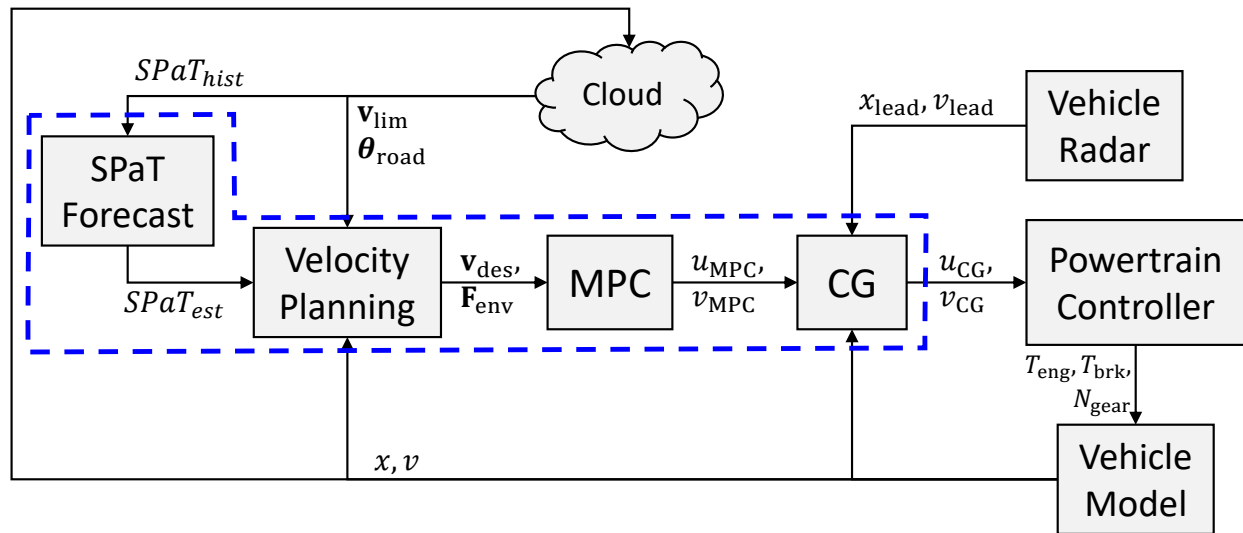 Cloud
SPaT_hist
v_lim
θ_road
x_lead, v_lead
Vehicle
Radar
SPaT
Forecast
SPaT_est
Velocity
Planning
v_des,
F_env
MPC
u_MPC,
v_MPC
CG
u_CG,
v_CG
Powertrain
Controller
T_eng, T_brk,
N_gear
x, v
Vehicle
Model